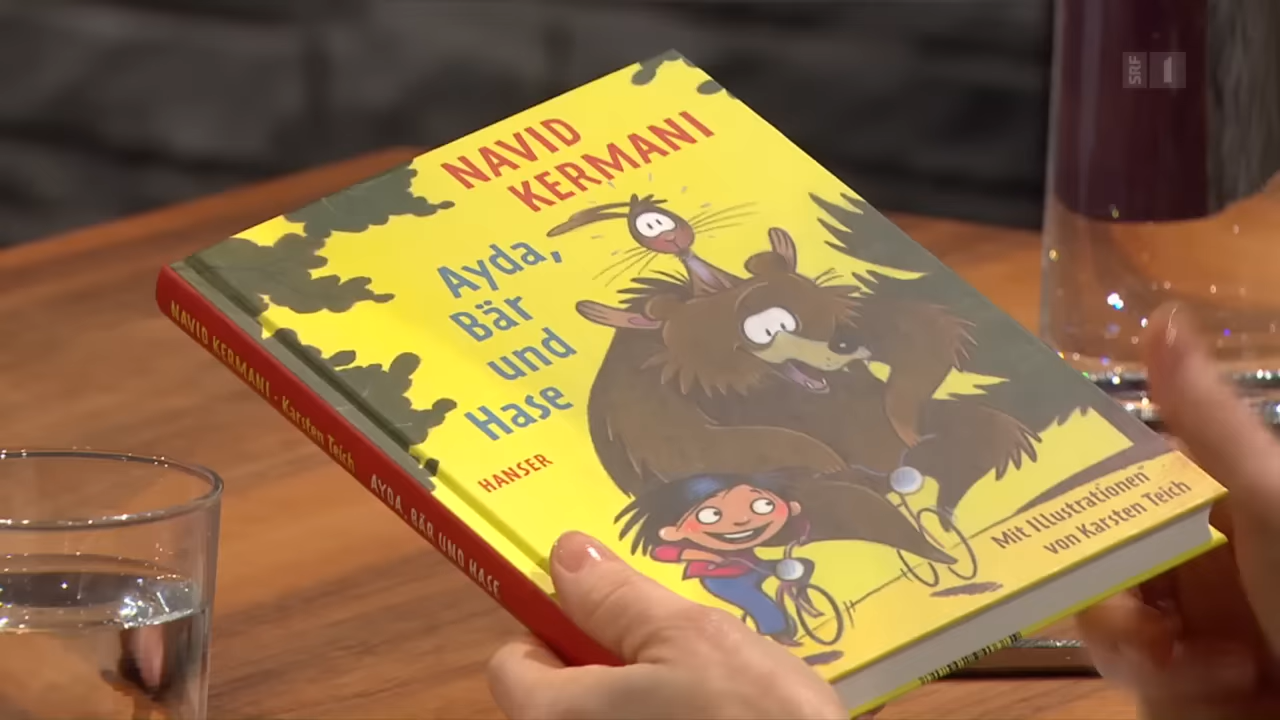 SRF 1
NAVID
KERMANI
Ayda,
Bär
und
Hase
HANSER
Mit Illustrationen
von Karsten Teich
NAVID KERMANI · Karsten Teich AYDA, BÄR UND HASE